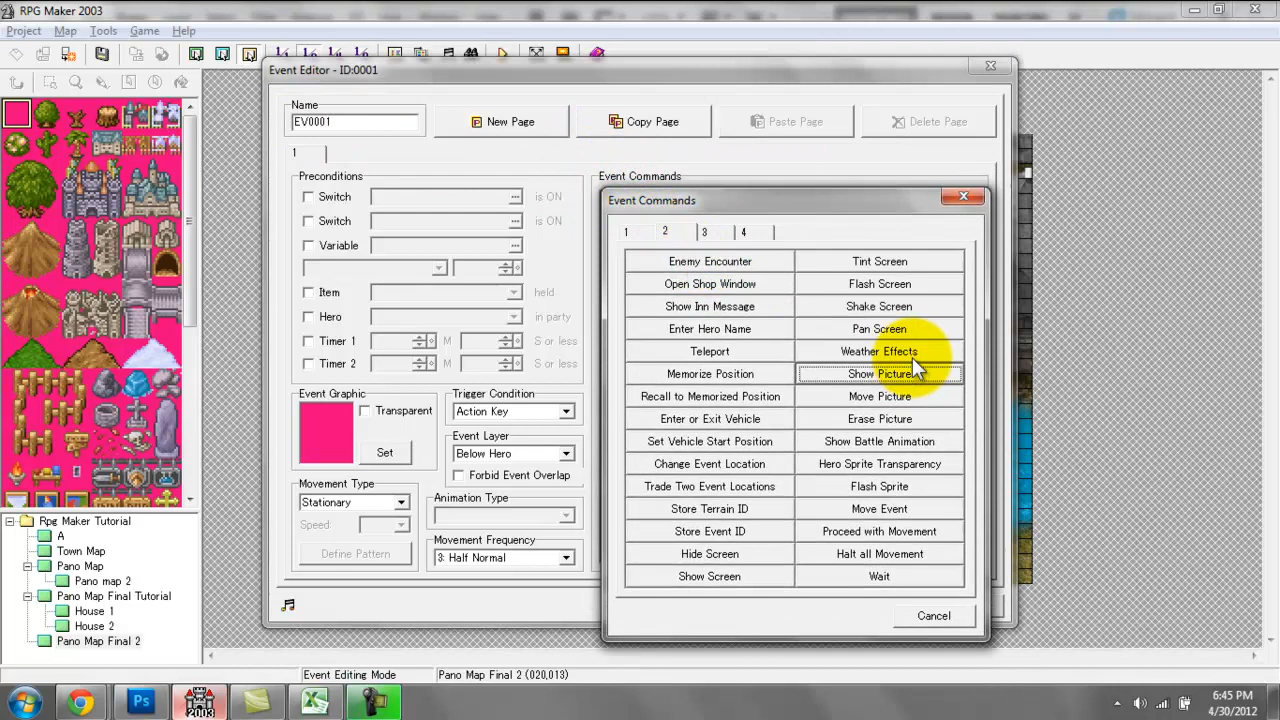 RPG Maker 2003
Project Map Tools Game Help
Event Editor - ID:0001
Name
EV0001
New Page
Copy Page
Paste Page
Delete Page
1
Preconditions
Switch ... is ON
Switch ... is ON
Variable ...
Item held
Hero in party
Timer 1 M S or less
Timer 2 M S or less
Event Graphic
Transparent
Set
Trigger Condition
Action Key
Event Layer
Below Hero
Forbid Event Overlap
Movement Type
Stationary
Speed:
Define Pattern
Animation Type
Movement Frequency
3: Half Normal
Event Commands
Event Commands
1 2 3 4
Enemy Encounter
Tint Screen
Open Shop Window
Flash Screen
Show Inn Message
Shake Screen
Enter Hero Name
Pan Screen
Teleport
Weather Effects
Memorize Position
Show Picture
Recall to Memorized Position
Move Picture
Enter or Exit Vehicle
Erase Picture
Set Vehicle Start Position
Show Battle Animation
Change Event Location
Hero Sprite Transparency
Trade Two Event Locations
Flash Sprite
Store Terrain ID
Move Event
Store Event ID
Proceed with Movement
Hide Screen
Halt all Movement
Show Screen
Wait
Cancel
Rpg Maker Tutorial
A
Town Map
Pano Map
Pano map 2
Pano Map Final Tutorial
House 1
House 2
Pano Map Final 2
Event Editing Mode
Pano Map Final 2 (020,013)
Ps
2003
6:45 PM
4/30/2012